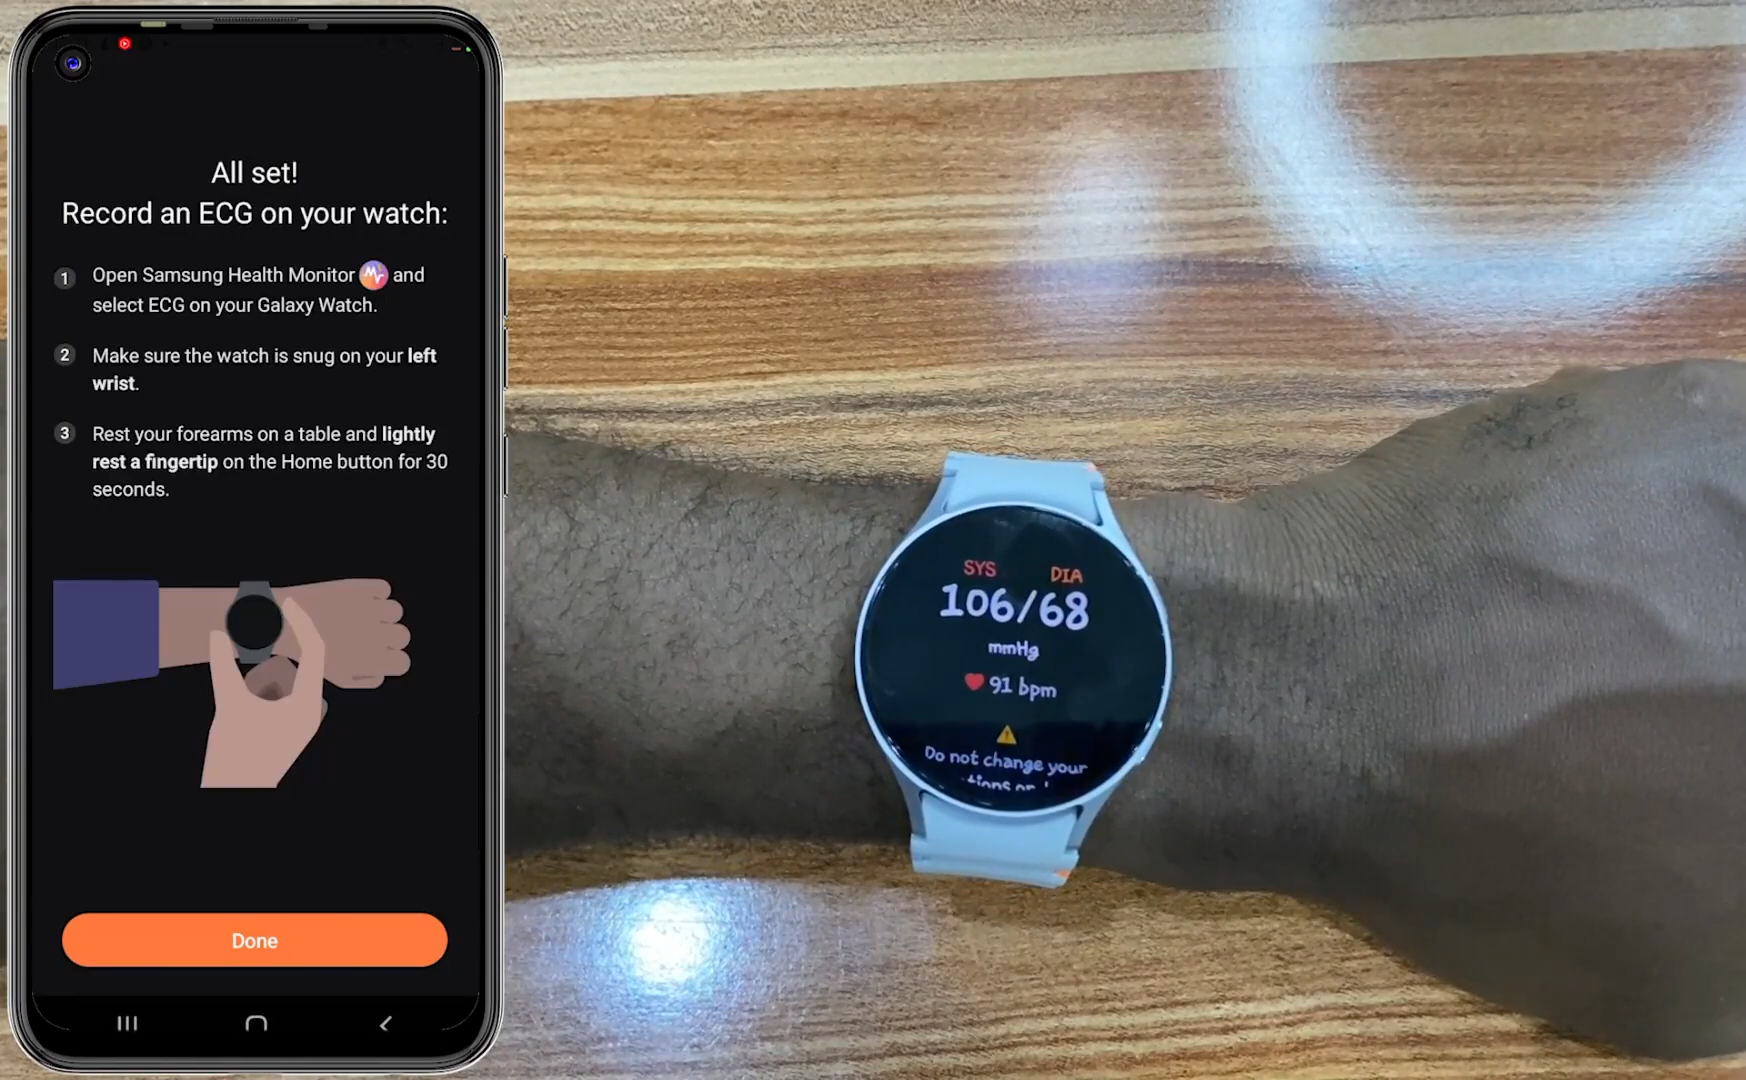 All set!
Record an ECG on your watch:
1
Open Samsung Health Monitor and
select ECG on your Galaxy Watch.
2
Make sure the watch is snug on your left
wrist.
3
Rest your forearms on a table and lightly
rest a fingertip on the Home button for 30
seconds.
Done
SYS DIA
106/68
mmHg
91 bpm
Do not change your